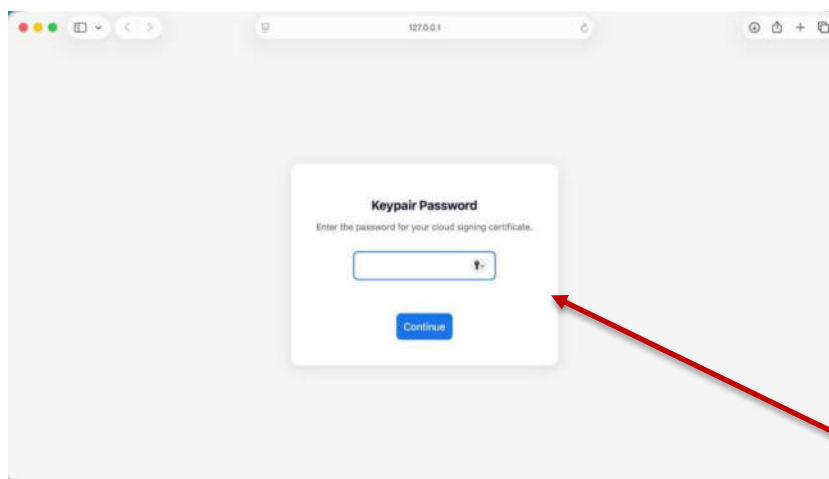 127.0.0.1
Keypair Password
Enter the password for your cloud signing certificate.
Continue